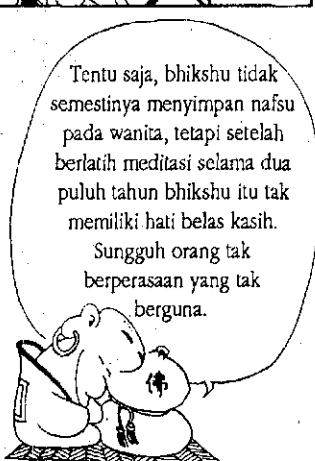 Tentu saja, bhikshu tidak
semestinya menyimpan nafsu
pada wanita, tetapi setelah
berlatih meditasi selama dua
puluh tahun bhikshu itu tak
memiliki hati belas kasih.
Sungguh orang tak
berperasaan yang tak
berguna.
佛